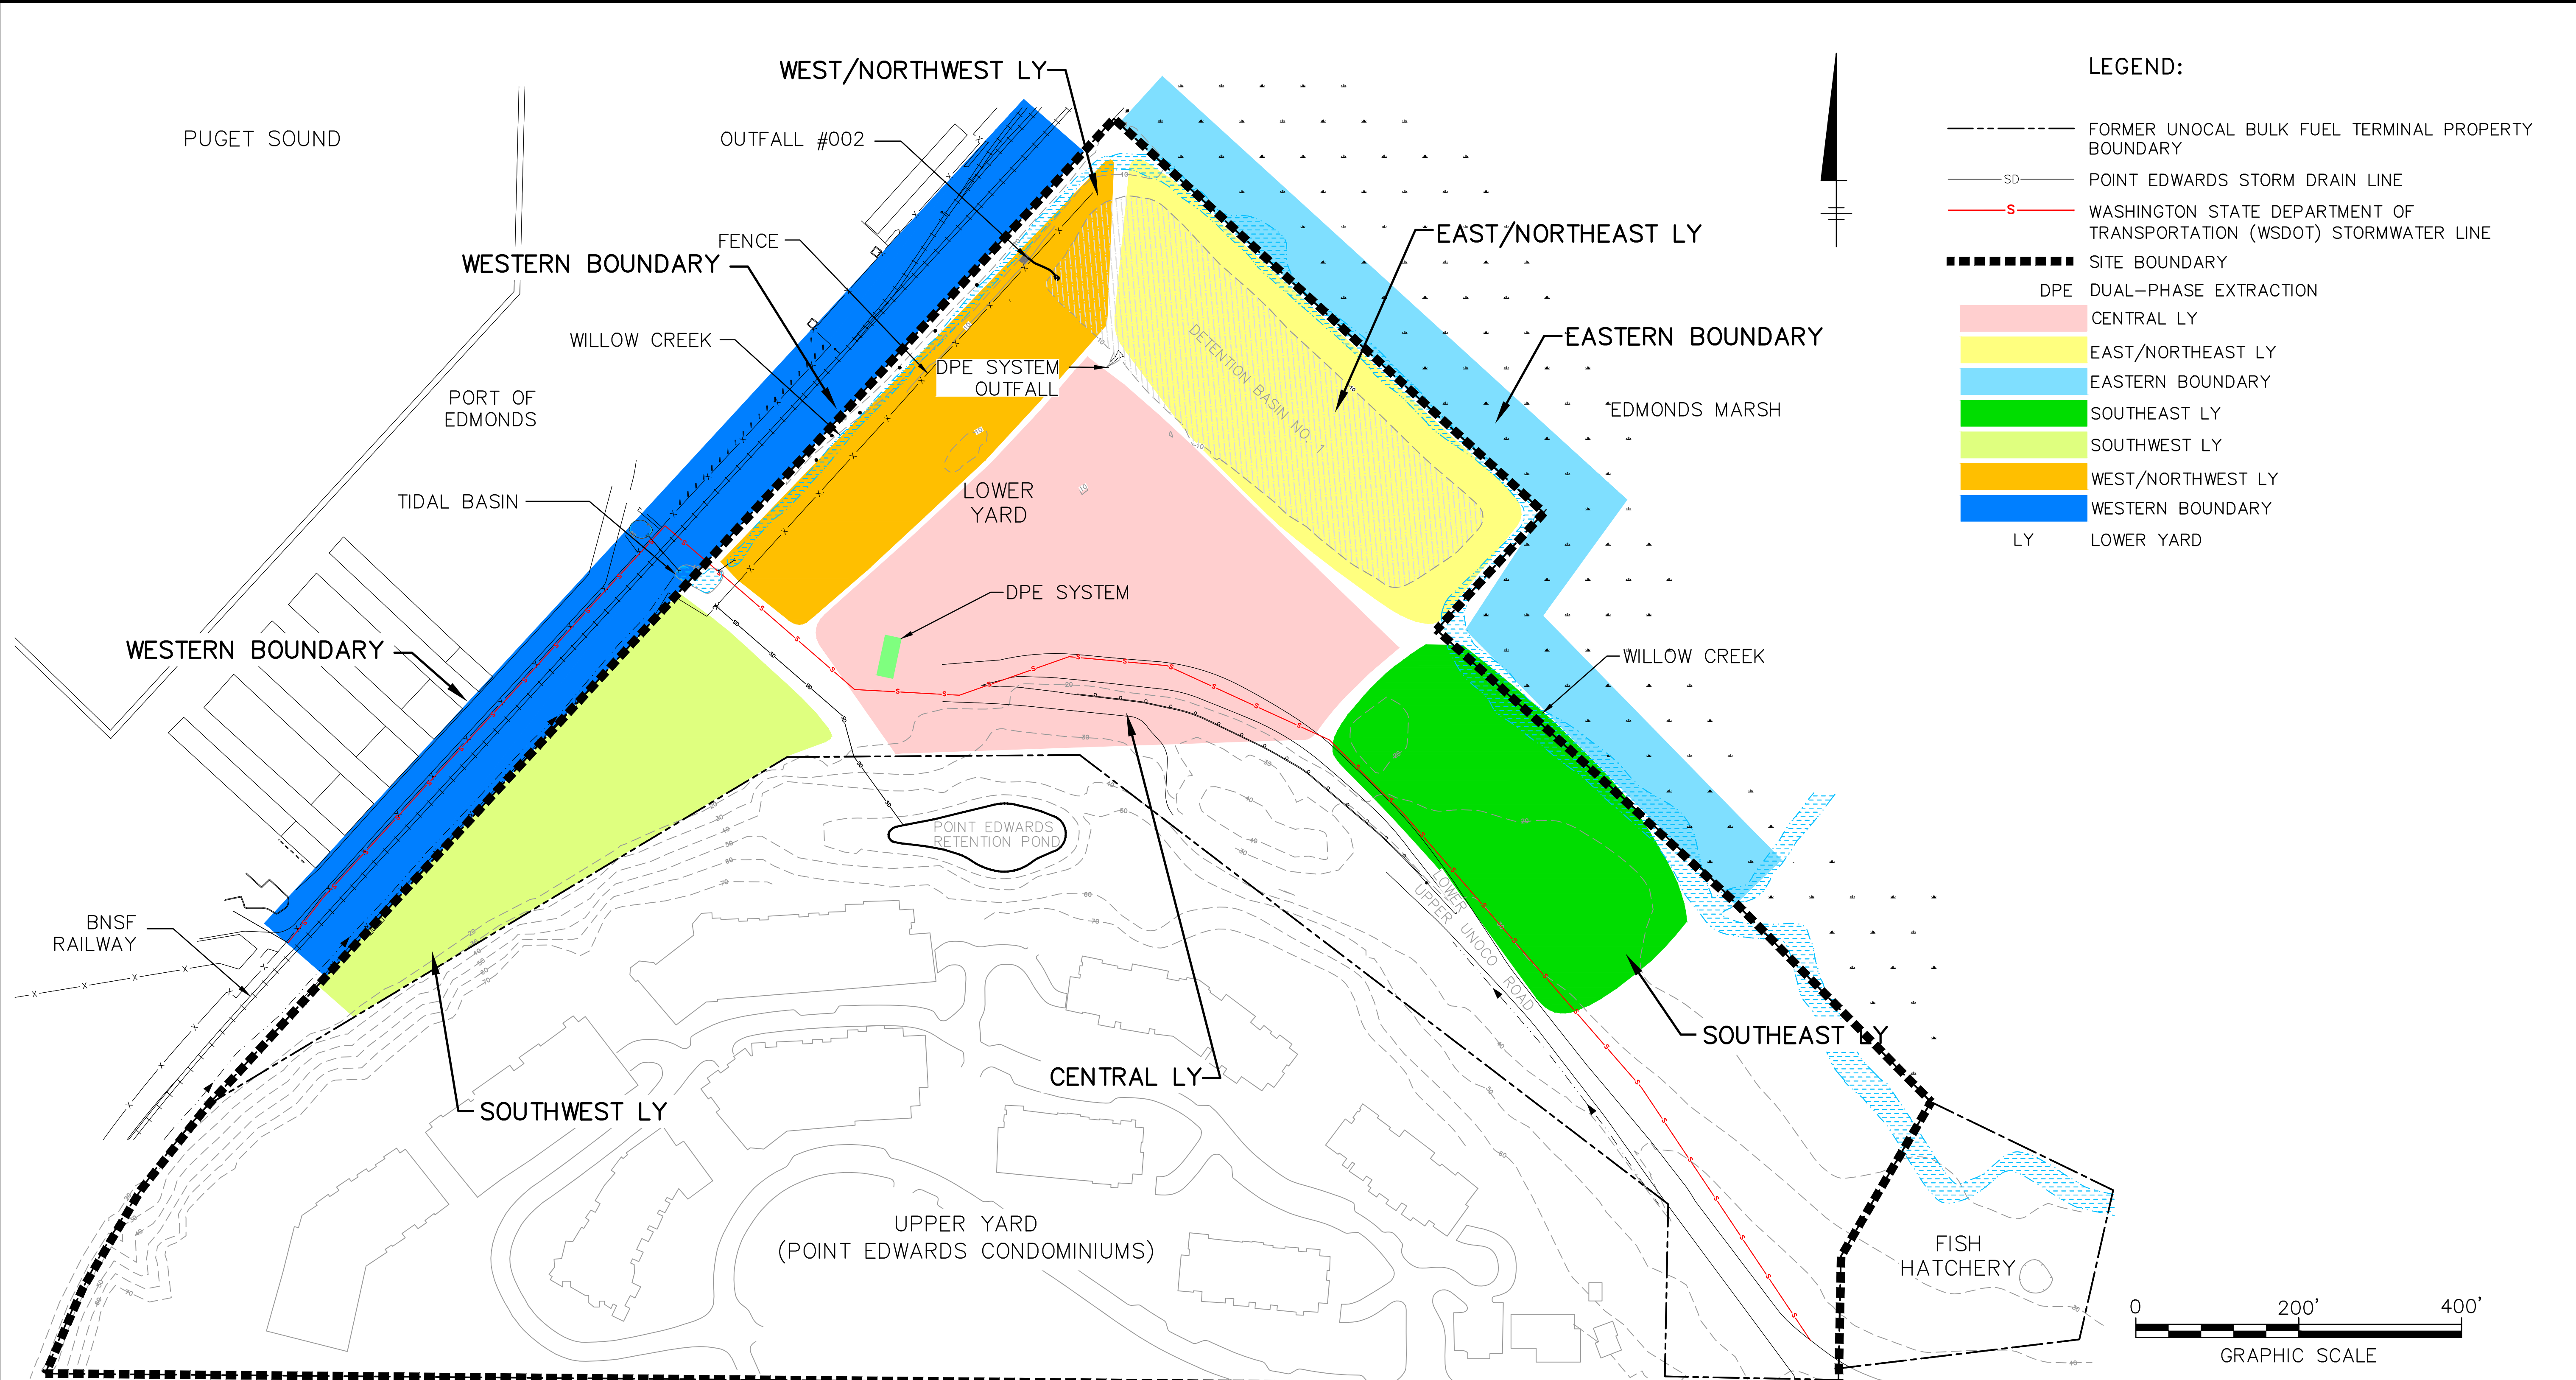 WEST/NORTHWEST LY
OUTFALL #002
PUGET SOUND
FENCE
WESTERN BOUNDARY
WILLOW CREEK
DPE SYSTEM
OUTFALL
EAST/NORTHEAST LY
EASTERN BOUNDARY
DETENTION BASIN NO. 1
EDMONDS MARSH
PORT OF
EDMONDS
TIDAL BASIN
LOWER
YARD
DPE SYSTEM
WESTERN BOUNDARY
WILLOW CREEK
POINT EDWARDS
RETENTION POND
BNSF
RAILWAY
LOWER
UPPER UNOCO ROAD
SOUTHEAST LY
CENTRAL LY
SOUTHWEST LY
UPPER YARD
(POINT EDWARDS CONDOMINIUMS)
FISH
HATCHERY
LEGEND:
FORMER UNOCAL BULK FUEL TERMINAL PROPERTY
BOUNDARY
SD POINT EDWARDS STORM DRAIN LINE
S WASHINGTON STATE DEPARTMENT OF
TRANSPORTATION (WSDOT) STORMWATER LINE
SITE BOUNDARY
DPE DUAL-PHASE EXTRACTION
CENTRAL LY
EAST/NORTHEAST LY
EASTERN BOUNDARY
SOUTHEAST LY
SOUTHWEST LY
WEST/NORTHWEST LY
WESTERN BOUNDARY
LY LOWER YARD
0 200' 400'
GRAPHIC SCALE